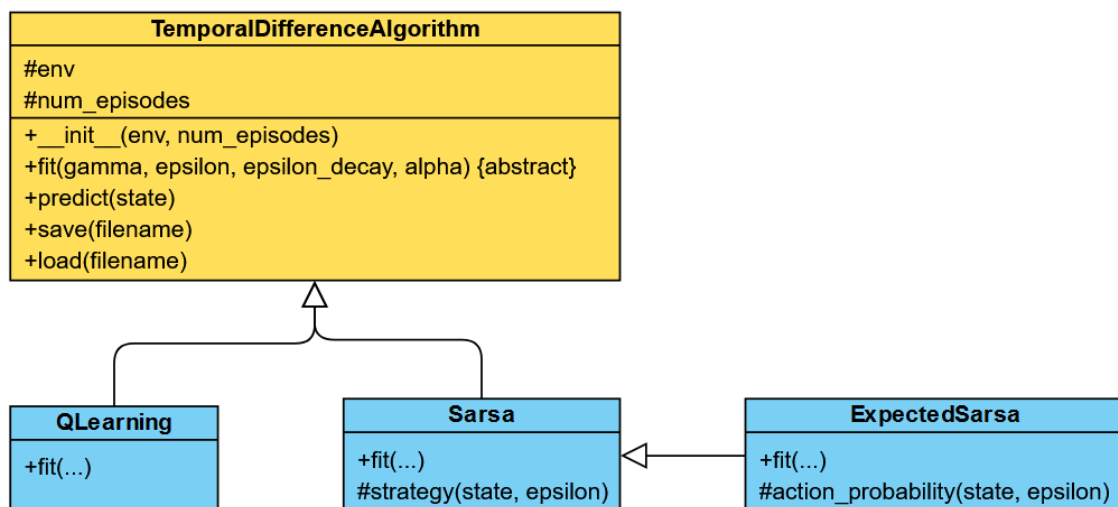 TemporalDifferenceAlgorithm
#env
#num_episodes
+__init__(env, num_episodes)
+fit(gamma, epsilon, epsilon_decay, alpha) {abstract}
+predict(state)
+save(filename)
+load(filename)
QLearning
+fit(...)
Sarsa
+fit(...)
#strategy(state, epsilon)
ExpectedSarsa
+fit(...)
#action_probability(state, epsilon)